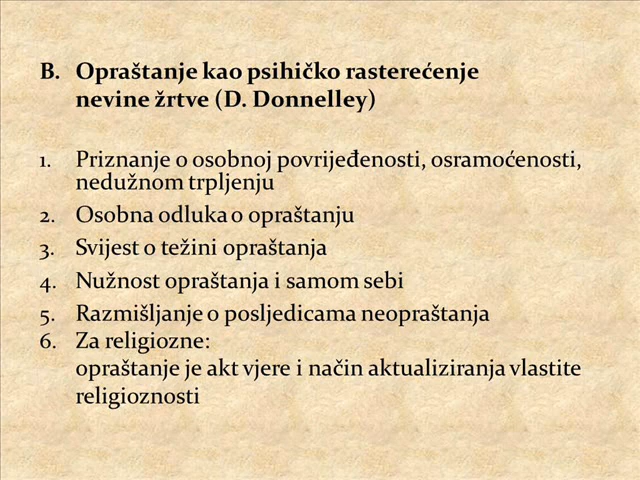 B. Opraštanje kao psihičko rasterećenje
nevine žrtve (D. Donnelley)
1. Priznanje o osobnoj povrijeđenosti, osramoćenosti,
nedužnom trpljenju
2. Osobna odluka o opraštanju
3. Svijest o težini opraštanja
4. Nužnost opraštanja i samom sebi
5. Razmišljanje o posljedicama neopraštanja
6. Za religiozne:
opraštanje je akt vjere i način aktualiziranja vlastite
religioznosti